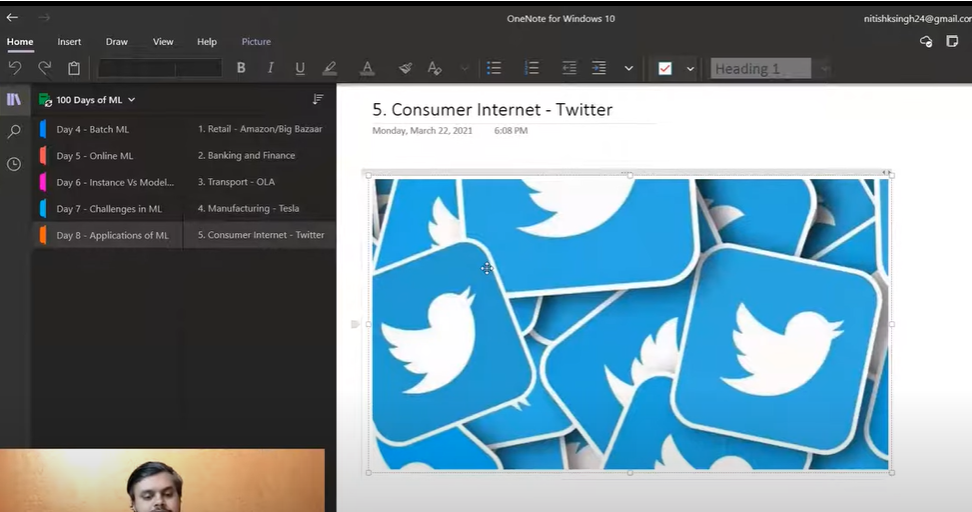 OneNote for Windows 10
nitishksingh24@gmail.com
Home Insert Draw View Help Picture
B I U A Heading 1
100 Days of ML
Day 4 - Batch ML
Day 5 - Online ML
Day 6 - Instance Vs Model...
Day 7 - Challenges in ML
Day 8 - Applications of ML
1. Retail - Amazon/Big Bazaar
2. Banking and Finance
3. Transport - OLA
4. Manufacturing - Tesla
5. Consumer Internet - Twitter
5. Consumer Internet - Twitter
Monday, March 22, 2021 6:08 PM